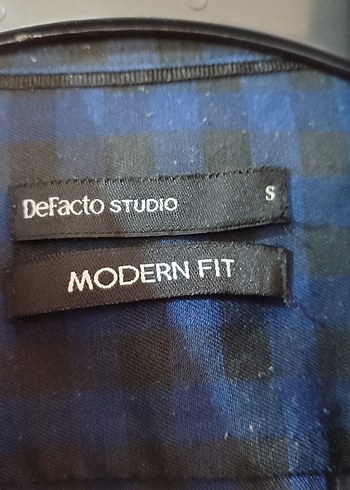 DeFacto STUDIO S
MODERN FIT